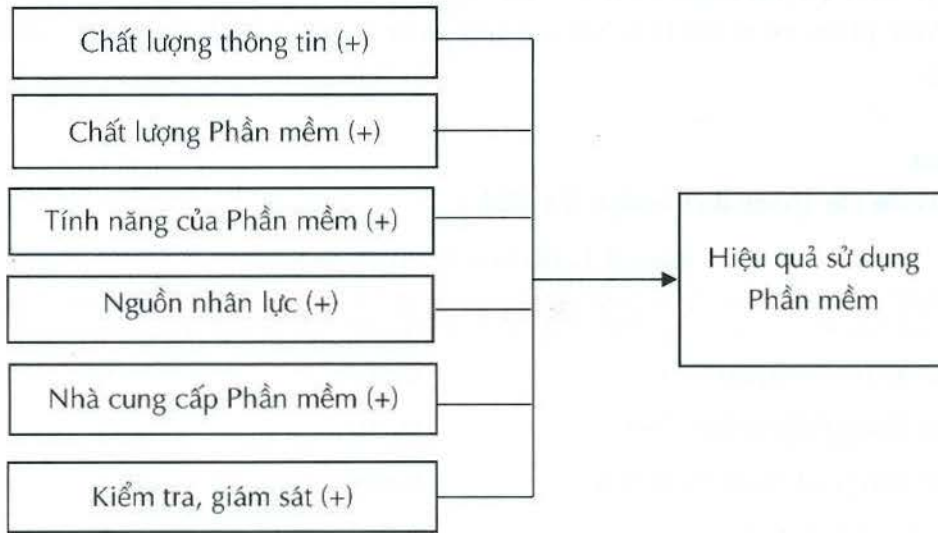 Chất lượng thông tin (+)
Chất lượng Phần mềm (+)
Tính năng của Phần mềm (+)
Nguồn nhân lực (+)
Nhà cung cấp Phần mềm (+)
Kiểm tra, giám sát (+)
Hiệu quả sử dụng
Phần mềm